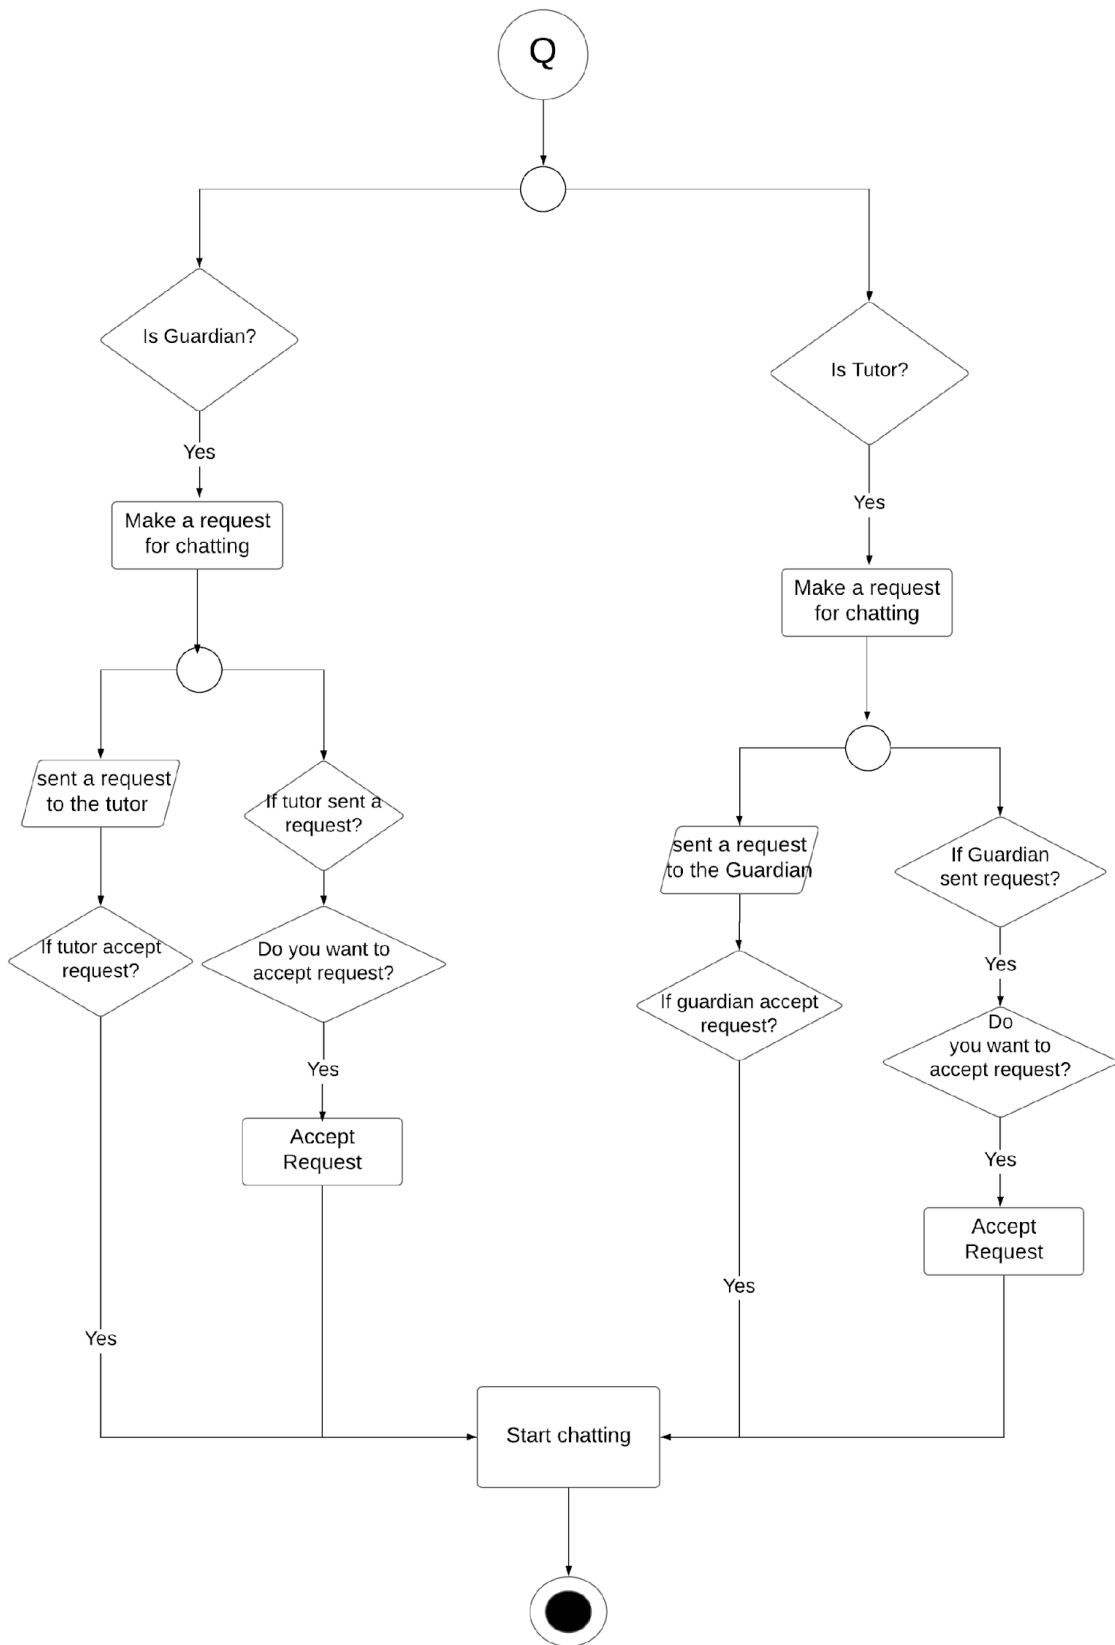 Q
Is Guardian?
Is Tutor?
Yes
Yes
Make a request
for chatting
Make a request
for chatting
sent a request
to the tutor
If tutor sent a
request?
sent a request
to the Guardian
If Guardian
sent request?
If tutor accept
request?
Do you want to
accept request?
Yes
If guardian accept
request?
Do
you want to
accept request?
Yes
Accept
Request
Yes
Accept
Request
Yes
Yes
Start chatting